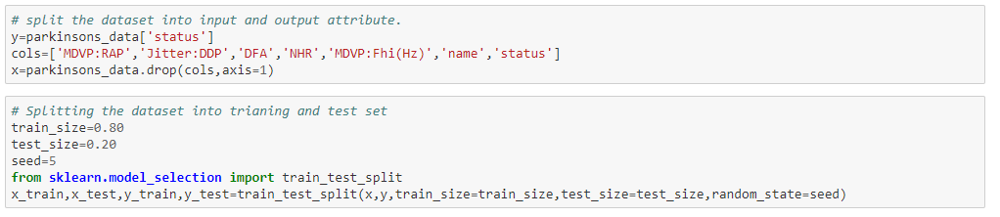 # split the dataset into input and output attribute.
y=parkinsons_data['status']
cols=['MDVP:RAP','Jitter:DDP','DFA','NHR','MDVP:Fhi(Hz)','name','status']
x=parkinsons_data.drop(cols,axis=1)
# Splitting the dataset into trianing and test set
train_size=0.80
test_size=0.20
seed=5
from sklearn.model_selection import train_test_split
x_train,x_test,y_train,y_test=train_test_split(x,y,train_size=train_size,test_size=test_size,random_state=seed)